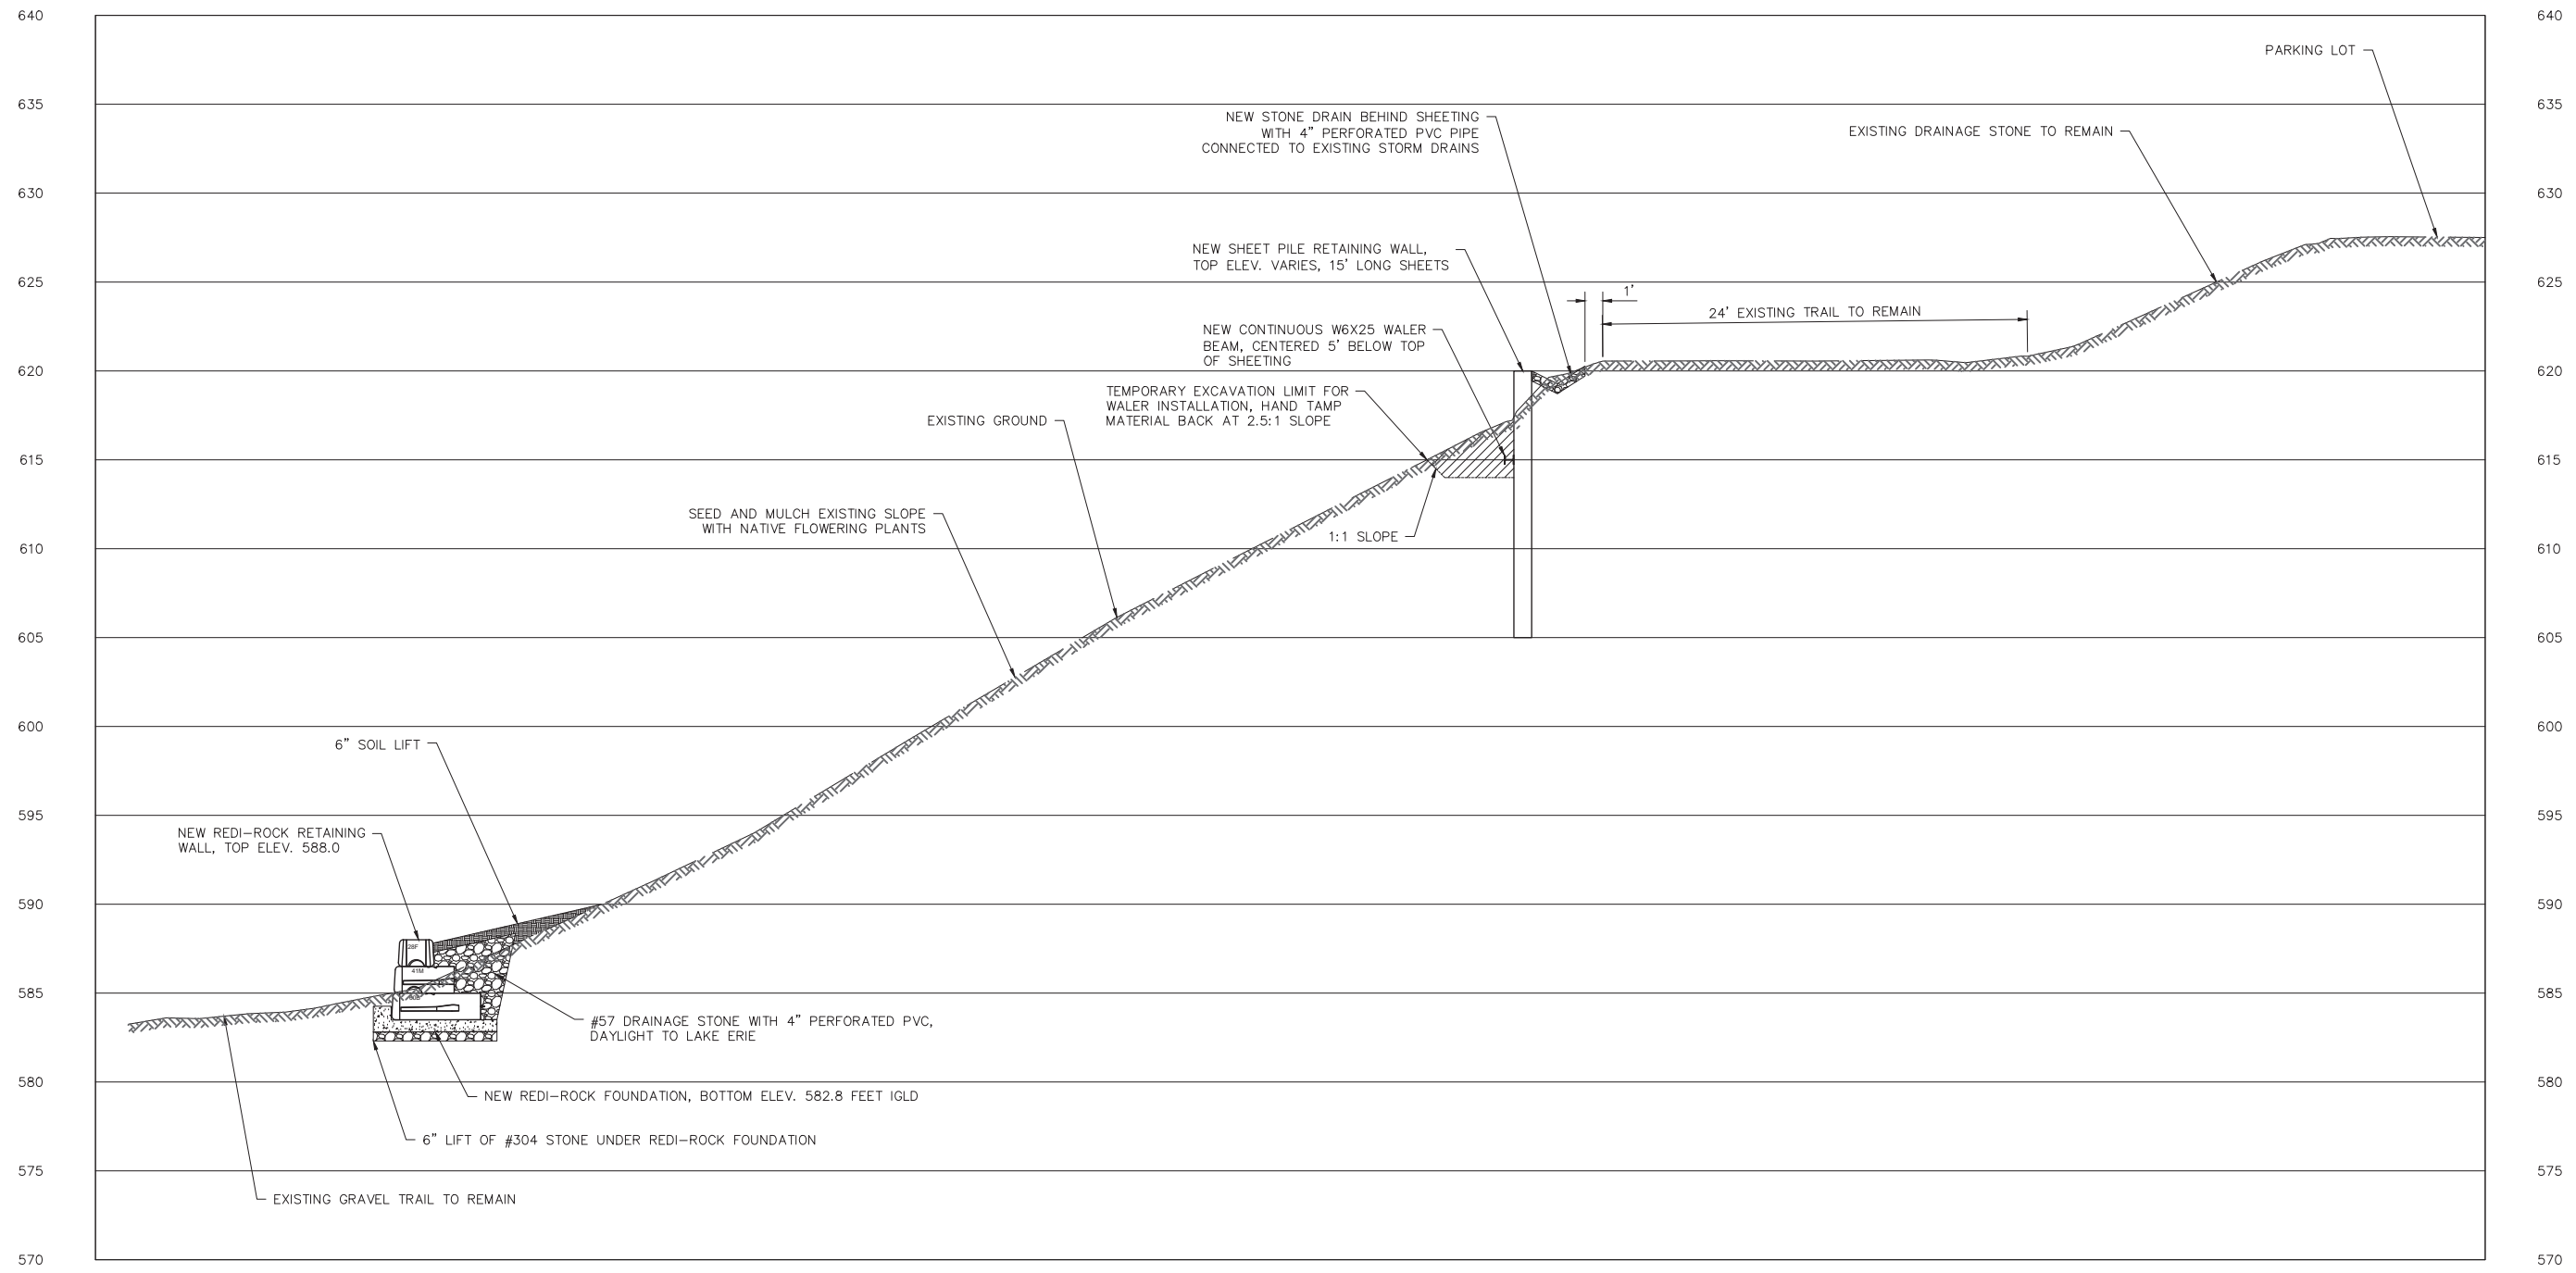 640
640
PARKING LOT
635
635
NEW STONE DRAIN BEHIND SHEETING
WITH 4" PERFORATED PVC PIPE
CONNECTED TO EXISTING STORM DRAINS
EXISTING DRAINAGE STONE TO REMAIN
630
630
NEW SHEET PILE RETAINING WALL,
TOP ELEV. VARIES, 15' LONG SHEETS
625
625
1'
24' EXISTING TRAIL TO REMAIN
NEW CONTINUOUS W6X25 WALER
BEAM, CENTERED 5' BELOW TOP
OF SHEETING
620
620
TEMPORARY EXCAVATION LIMIT FOR
WALER INSTALLATION, HAND TAMP
MATERIAL BACK AT 2.5:1 SLOPE
EXISTING GROUND
615
615
SEED AND MULCH EXISTING SLOPE
WITH NATIVE FLOWERING PLANTS
1:1 SLOPE
610
610
605
605
600
600
6" SOIL LIFT
595
595
NEW REDI-ROCK RETAINING
WALL, TOP ELEV. 588.0
590
590
28F
41M
585
585
#57 DRAINAGE STONE WITH 4" PERFORATED PVC,
DAYLIGHT TO LAKE ERIE
580
580
NEW REDI-ROCK FOUNDATION, BOTTOM ELEV. 582.8 FEET IGLD
6" LIFT OF #304 STONE UNDER REDI-ROCK FOUNDATION
575
575
EXISTING GRAVEL TRAIL TO REMAIN
570
570